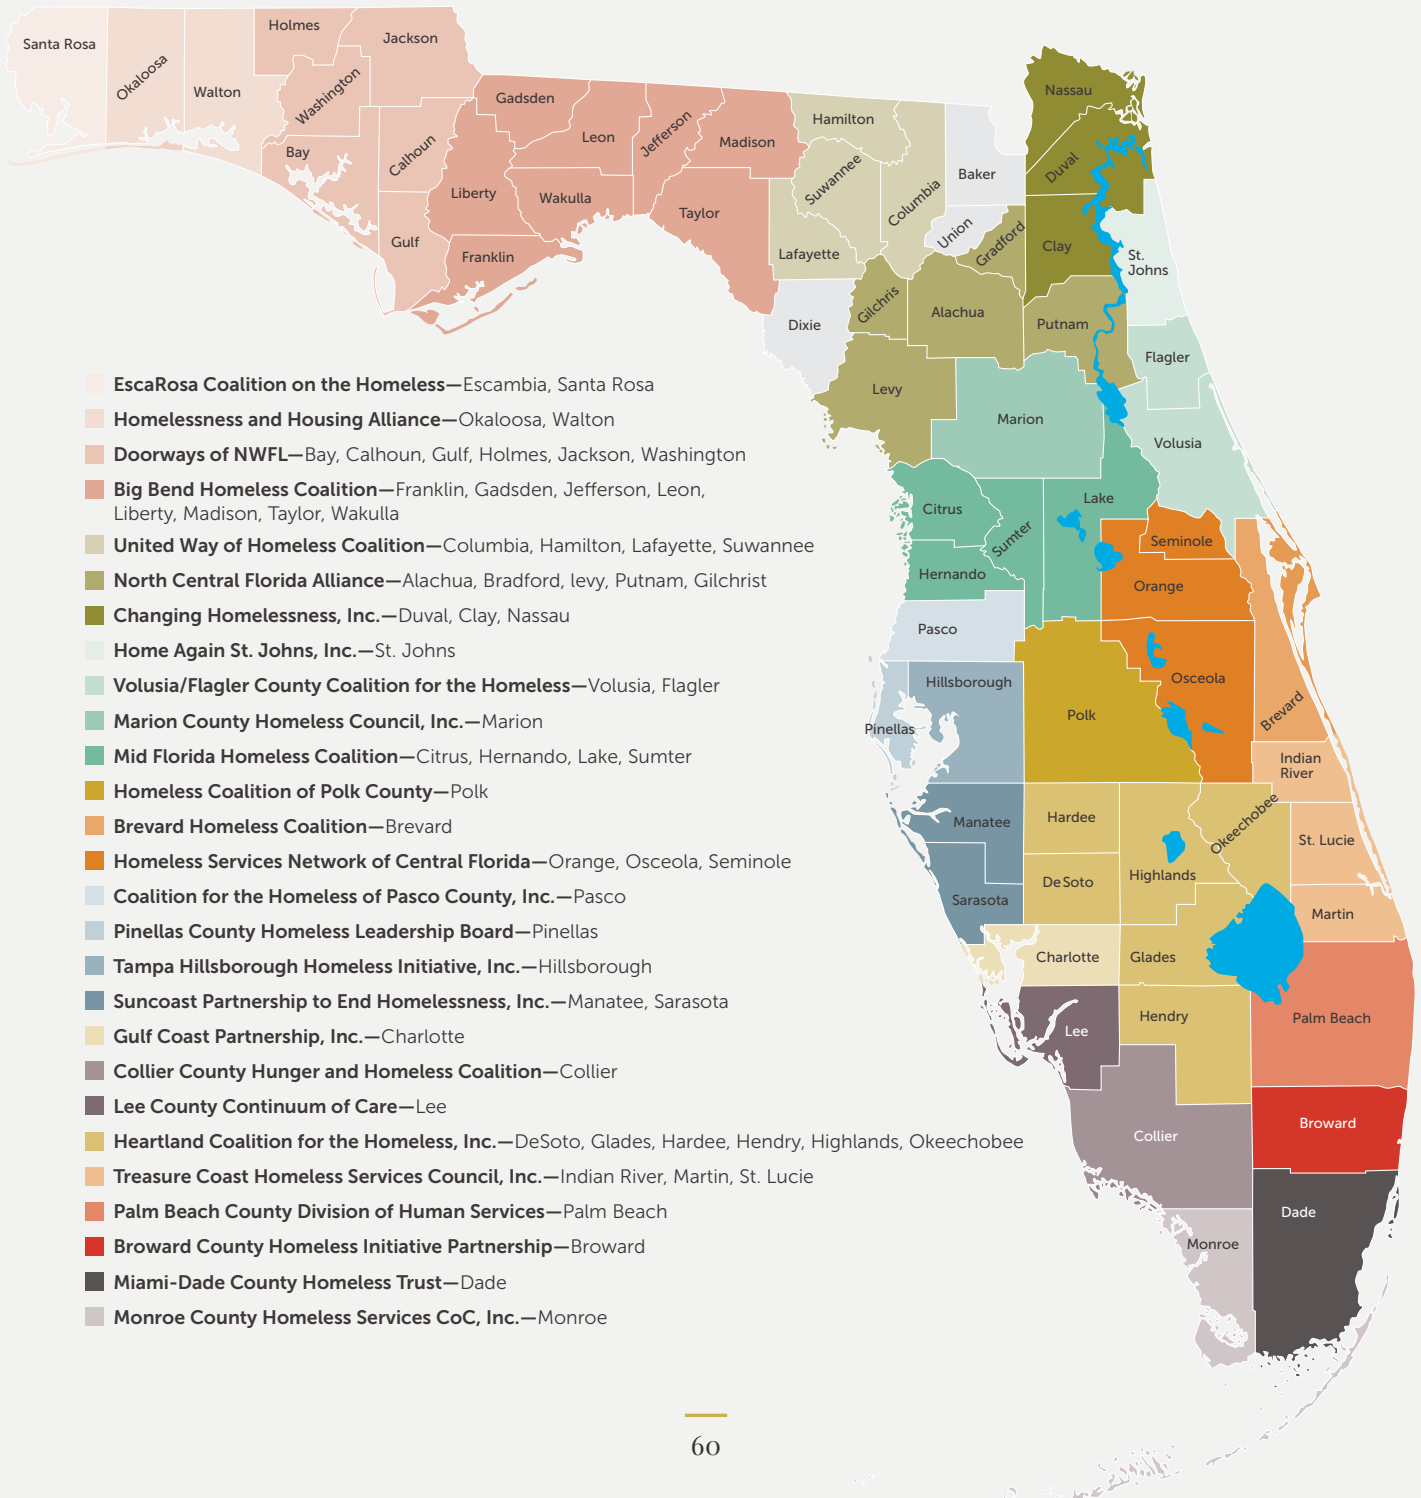 Santa Rosa
Okaloosa
Walton
Holmes
Jackson
Washington
Bay
Calhoun
Gulf
Gadsden
Leon
Jefferson
Madison
Liberty
Wakulla
Franklin
Taylor
Hamilton
Suwannee
Columbia
Lafayette
Baker
Union
Gradford
Nassau
Duval
Clay
St.
Johns
Dixie
Gilchris
Alachua
Putnam
Flagler
Levy
Marion
Volusia
Citrus
Sumter
Lake
Hernando
Seminole
Orange
Pasco
Hillsborough
Pinellas
Polk
Osceola
Brevard
Indian
River
Manatee
Hardee
Okeechobee
St. Lucie
DeSoto
Highlands
Sarasota
Martin
Charlotte
Glades
Lee
Hendry
Palm Beach
Collier
Broward
Dade
Monroe
EscaRosa Coalition on the Homeless—Escambia, Santa Rosa
Homelessness and Housing Alliance—Okaloosa, Walton
Doorways of NWFL—Bay, Calhoun, Gulf, Holmes, Jackson, Washington
Big Bend Homeless Coalition—Franklin, Gadsden, Jefferson, Leon,
Liberty, Madison, Taylor, Wakulla
United Way of Homeless Coalition—Columbia, Hamilton, Lafayette, Suwannee
North Central Florida Alliance—Alachua, Bradford, levy, Putnam, Gilchrist
Changing Homelessness, Inc.—Duval, Clay, Nassau
Home Again St. Johns, Inc.—St. Johns
Volusia/Flagler County Coalition for the Homeless—Volusia, Flagler
Marion County Homeless Council, Inc.—Marion
Mid Florida Homeless Coalition—Citrus, Hernando, Lake, Sumter
Homeless Coalition of Polk County—Polk
Brevard Homeless Coalition—Brevard
Homeless Services Network of Central Florida—Orange, Osceola, Seminole
Coalition for the Homeless of Pasco County, Inc.—Pasco
Pinellas County Homeless Leadership Board—Pinellas
Tampa Hillsborough Homeless Initiative, Inc.—Hillsborough
Suncoast Partnership to End Homelessness, Inc.—Manatee, Sarasota
Gulf Coast Partnership, Inc.—Charlotte
Collier County Hunger and Homeless Coalition—Collier
Lee County Continuum of Care—Lee
Heartland Coalition for the Homeless, Inc.—DeSoto, Glades, Hardee, Hendry, Highlands, Okeechobee
Treasure Coast Homeless Services Council, Inc.—Indian River, Martin, St. Lucie
Palm Beach County Division of Human Services—Palm Beach
Broward County Homeless Initiative Partnership—Broward
Miami-Dade County Homeless Trust—Dade
Monroe County Homeless Services CoC, Inc.—Monroe
60